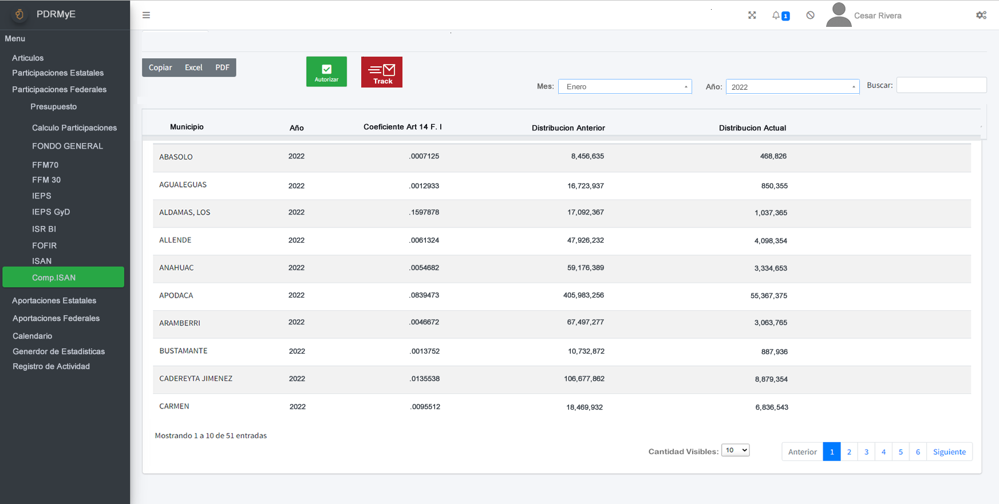 PDRMyE
1
Cesar Rivera
Menu
Articulos
Participaciones Estatales
Participaciones Federales
Presupuesto
Calculo Participaciones
FONDO GENERAL
FFM70
FFM 30
IEPS
IEPS GyD
ISR BI
FOFIR
ISAN
Comp.ISAN
Aportaciones Estatales
Aportaciones Federales
Calendario
Generdor de Estadisticas
Registro de Actividad
Copiar Excel PDF
Autorizar
Track
Mes: Enero Año: 2022 Buscar:
Municipio Año Coeficiente Art 14 F. I Distribucion Anterior Distribucion Actual
ABASOLO 2022 .0007125 8,456,635 468,826
AGUALEGUAS 2022 .0012933 16,723,937 850,355
ALDAMAS, LOS 2022 .1597878 17,092,367 1,037,365
ALLENDE 2022 .0061324 47,926,232 4,098,354
ANAHUAC 2022 .0054682 59,176,389 3,334,653
APODACA 2022 .0839473 405,983,256 55,367,375
ARAMBERRI 2022 .0046672 67,497,277 3,063,765
BUSTAMANTE 2022 .0013752 10,732,872 887,936
CADEREYTA JIMENEZ 2022 .0135538 106,677,862 8,879,354
CARMEN 2022 .0095512 18,469,932 6,836,543
Mostrando 1 a 10 de 51 entradas
Cantidad Visibles: 10
Anterior 1 2 3 4 5 6 Siguiente